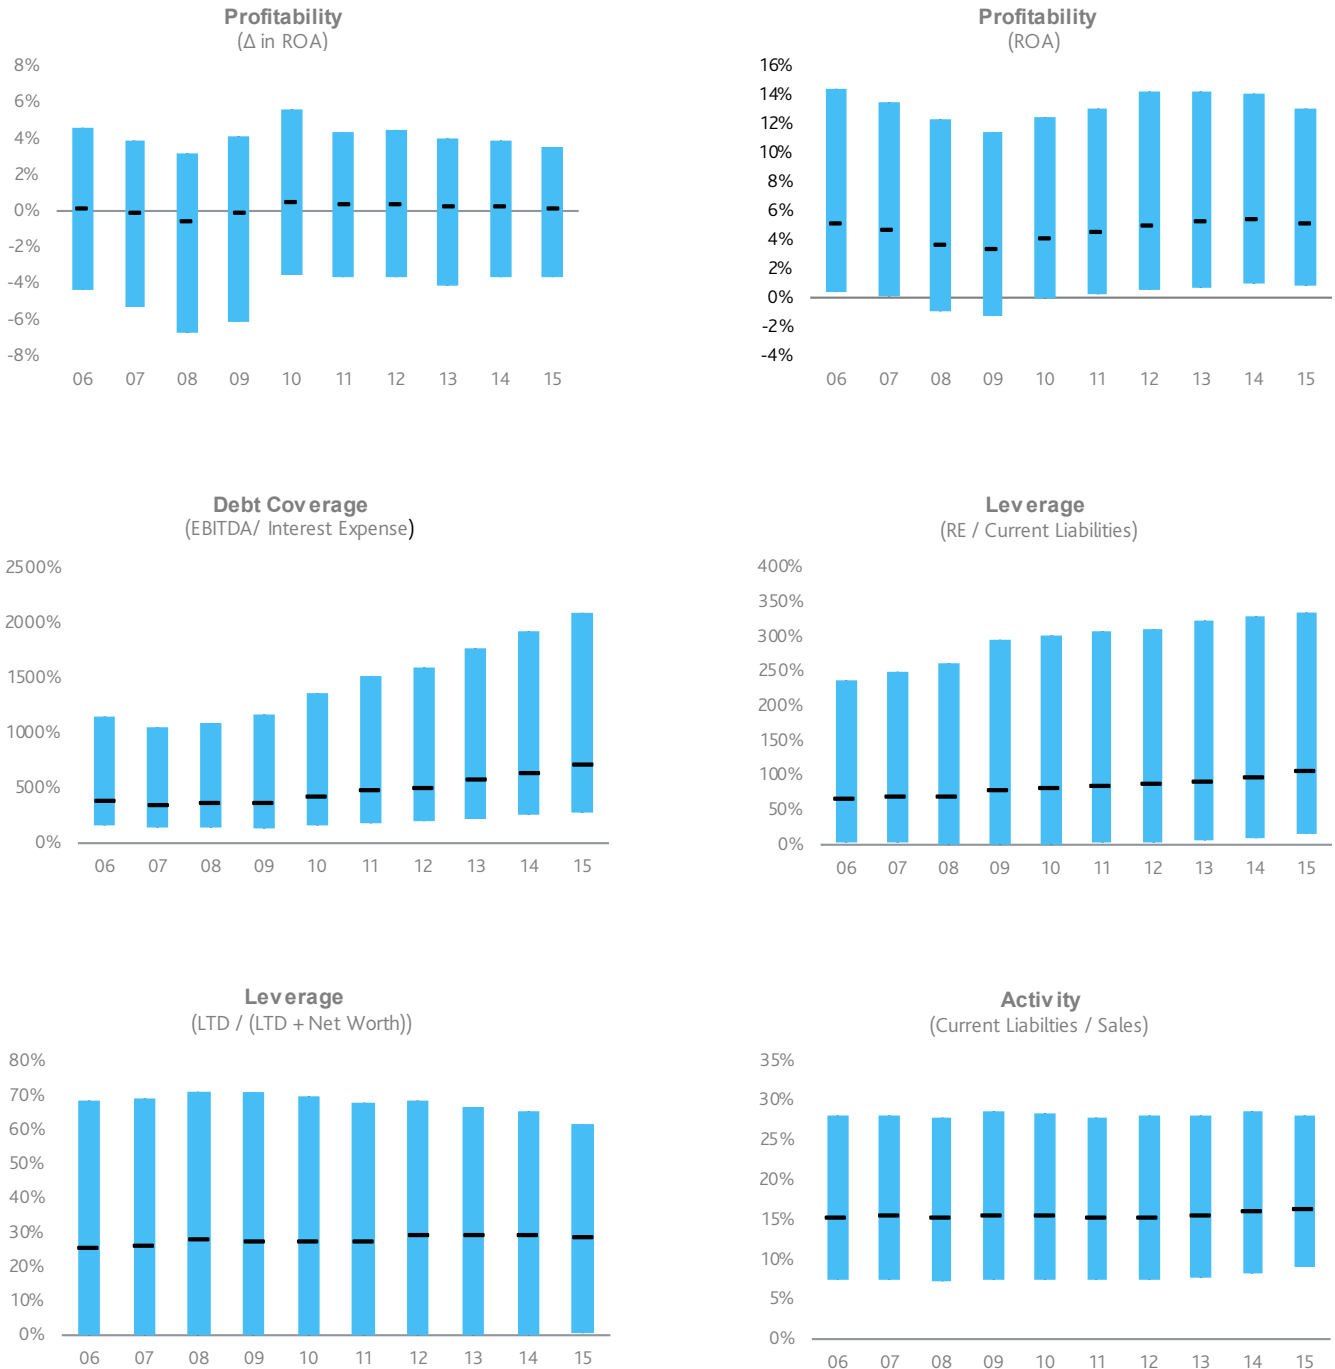 Profitability
(Δ in ROA)
8%
6%
4%
2%
0%
-2%
-4%
-6%
-8%
06 07 08 09 10 11 12 13 14 15
Profitability
(ROA)
16%
14%
12%
10%
8%
6%
4%
2%
0%
-2%
-4%
06 07 08 09 10 11 12 13 14 15
Debt Coverage
(EBITDA/ Interest Expense)
2500%
2000%
1500%
1000%
500%
0%
06 07 08 09 10 11 12 13 14 15
Leverage
(RE / Current Liabilities)
400%
350%
300%
250%
200%
150%
100%
50%
0%
06 07 08 09 10 11 12 13 14 15
Leverage
(LTD / (LTD + Net Worth))
80%
70%
60%
50%
40%
30%
20%
10%
0%
06 07 08 09 10 11 12 13 14 15
Activity
(Current Liabilties / Sales)
35%
30%
25%
20%
15%
10%
5%
0%
06 07 08 09 10 11 12 13 14 15